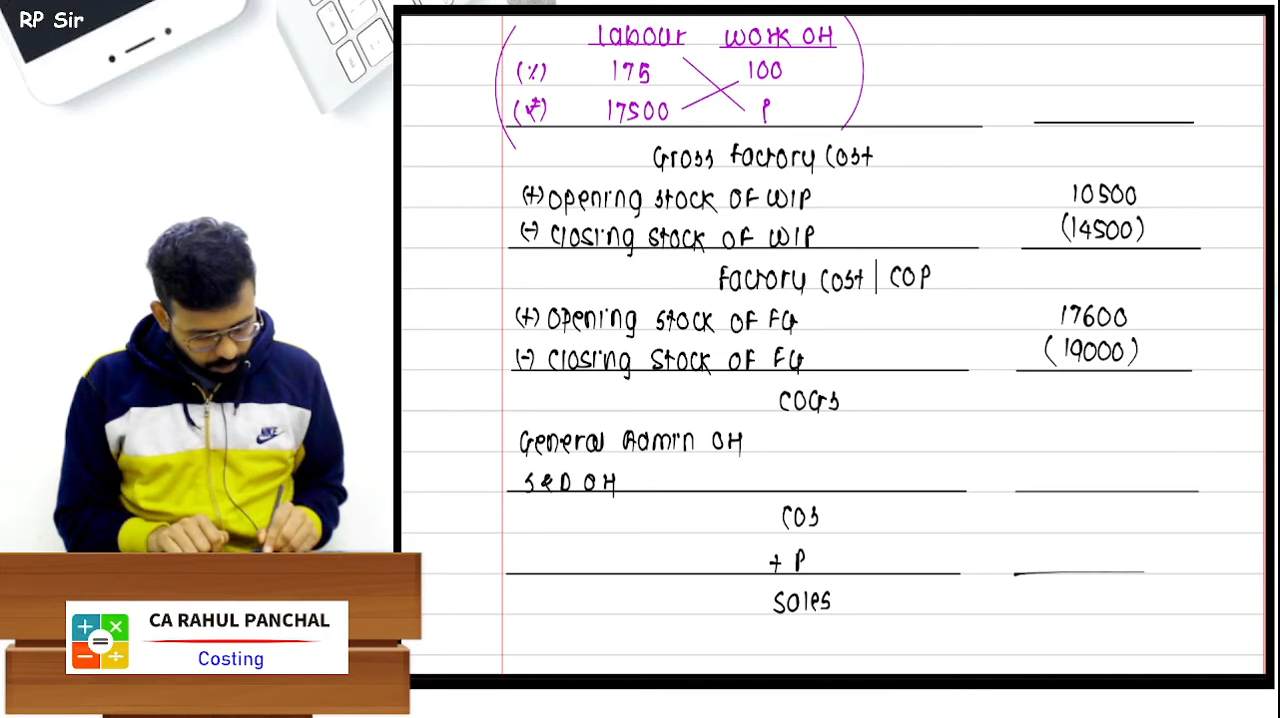 RP Sir
Labour Work OH
(%) 175 100
(₹) 17500 ?
Gross Factory Cost
(+) Opening Stock OF WIP 10500
(-) Closing Stock OF WIP (14500)
Factory Cost | COP
(+) Opening Stock OF FG 17600
(-) Closing Stock OF FG (19000)
COGS
General Admin OH
S&D OH
COS
+ P
Sales
NIKE
CA RAHUL PANCHAL
Costing